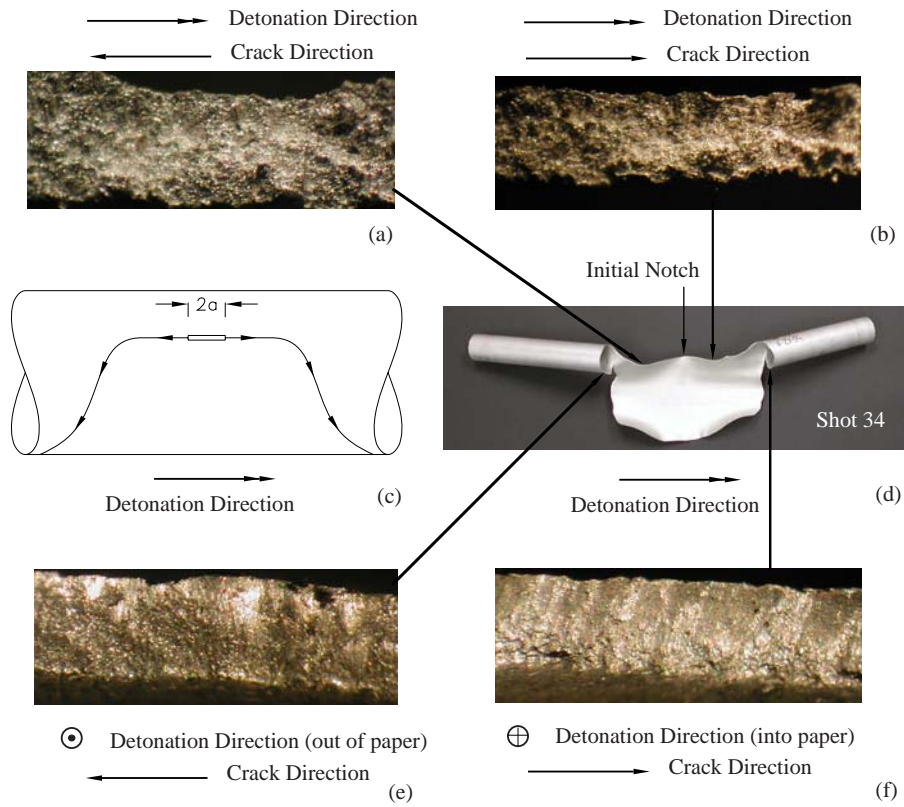 Detonation Direction
Crack Direction
(a)
Detonation Direction
Crack Direction
(b)
2a
Detonation Direction
(c)
Initial Notch
Shot 34
Detonation Direction
(d)
Detonation Direction (out of paper)
Crack Direction
(e)
Detonation Direction (into paper)
Crack Direction
(f)